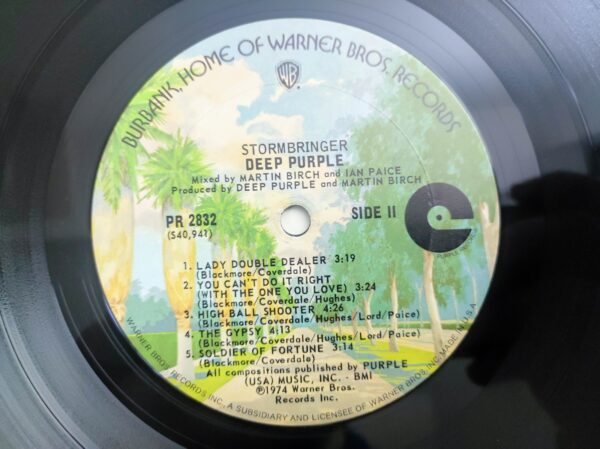 BURBANK, HOME OF WARNER BROS. RECORDS
WB
STORMBRINGER
DEEP PURPLE
Mixed by MARTIN BIRCH and IAN PAICE
Produced by DEEP PURPLE and MARTIN BIRCH
PR 2832
(S40,942)
SIDE II
1. LADY DOUBLE DEALER 3:19
(Blackmore/Coverdale)
2. YOU CAN'T DO IT RIGHT
(WITH THE ONE YOU LOVE) 3:24
(Blackmore/Coverdale/Hughes)
3. HIGH BALL SHOOTER 4:26
(Blackmore/Coverdale/Hughes/Lord/Paice)
4. THE GYPSY 4:13
(Blackmore/Coverdale/Hughes/Lord/Paice)
5. SOLDIER OF FORTUNE 3:14
(Blackmore/Coverdale)
All compositions published by PURPLE
(USA) MUSIC, INC. - BMI
℗1974 Warner Bros.
Records Inc.
WARNER BROS. RECORDS INC., A SUBSIDIARY AND LICENSEE OF WARNER BROS. INC. MADE IN U.S.A.